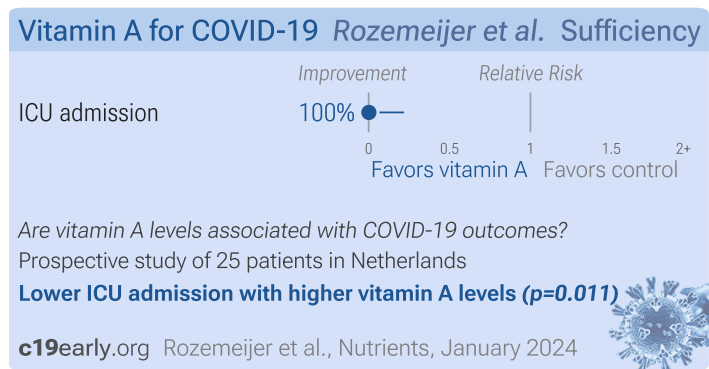 Vitamin A for COVID-19 Rozemeijer et al. Sufficiency
Improvement Relative Risk
ICU admission 100%
0 0.5 1 1.5 2+
Favors vitamin A Favors control
Are vitamin A levels associated with COVID-19 outcomes?
Prospective study of 25 patients in Netherlands
Lower ICU admission with higher vitamin A levels (p=0.011)
c19early.org Rozemeijer et al., Nutrients, January 2024